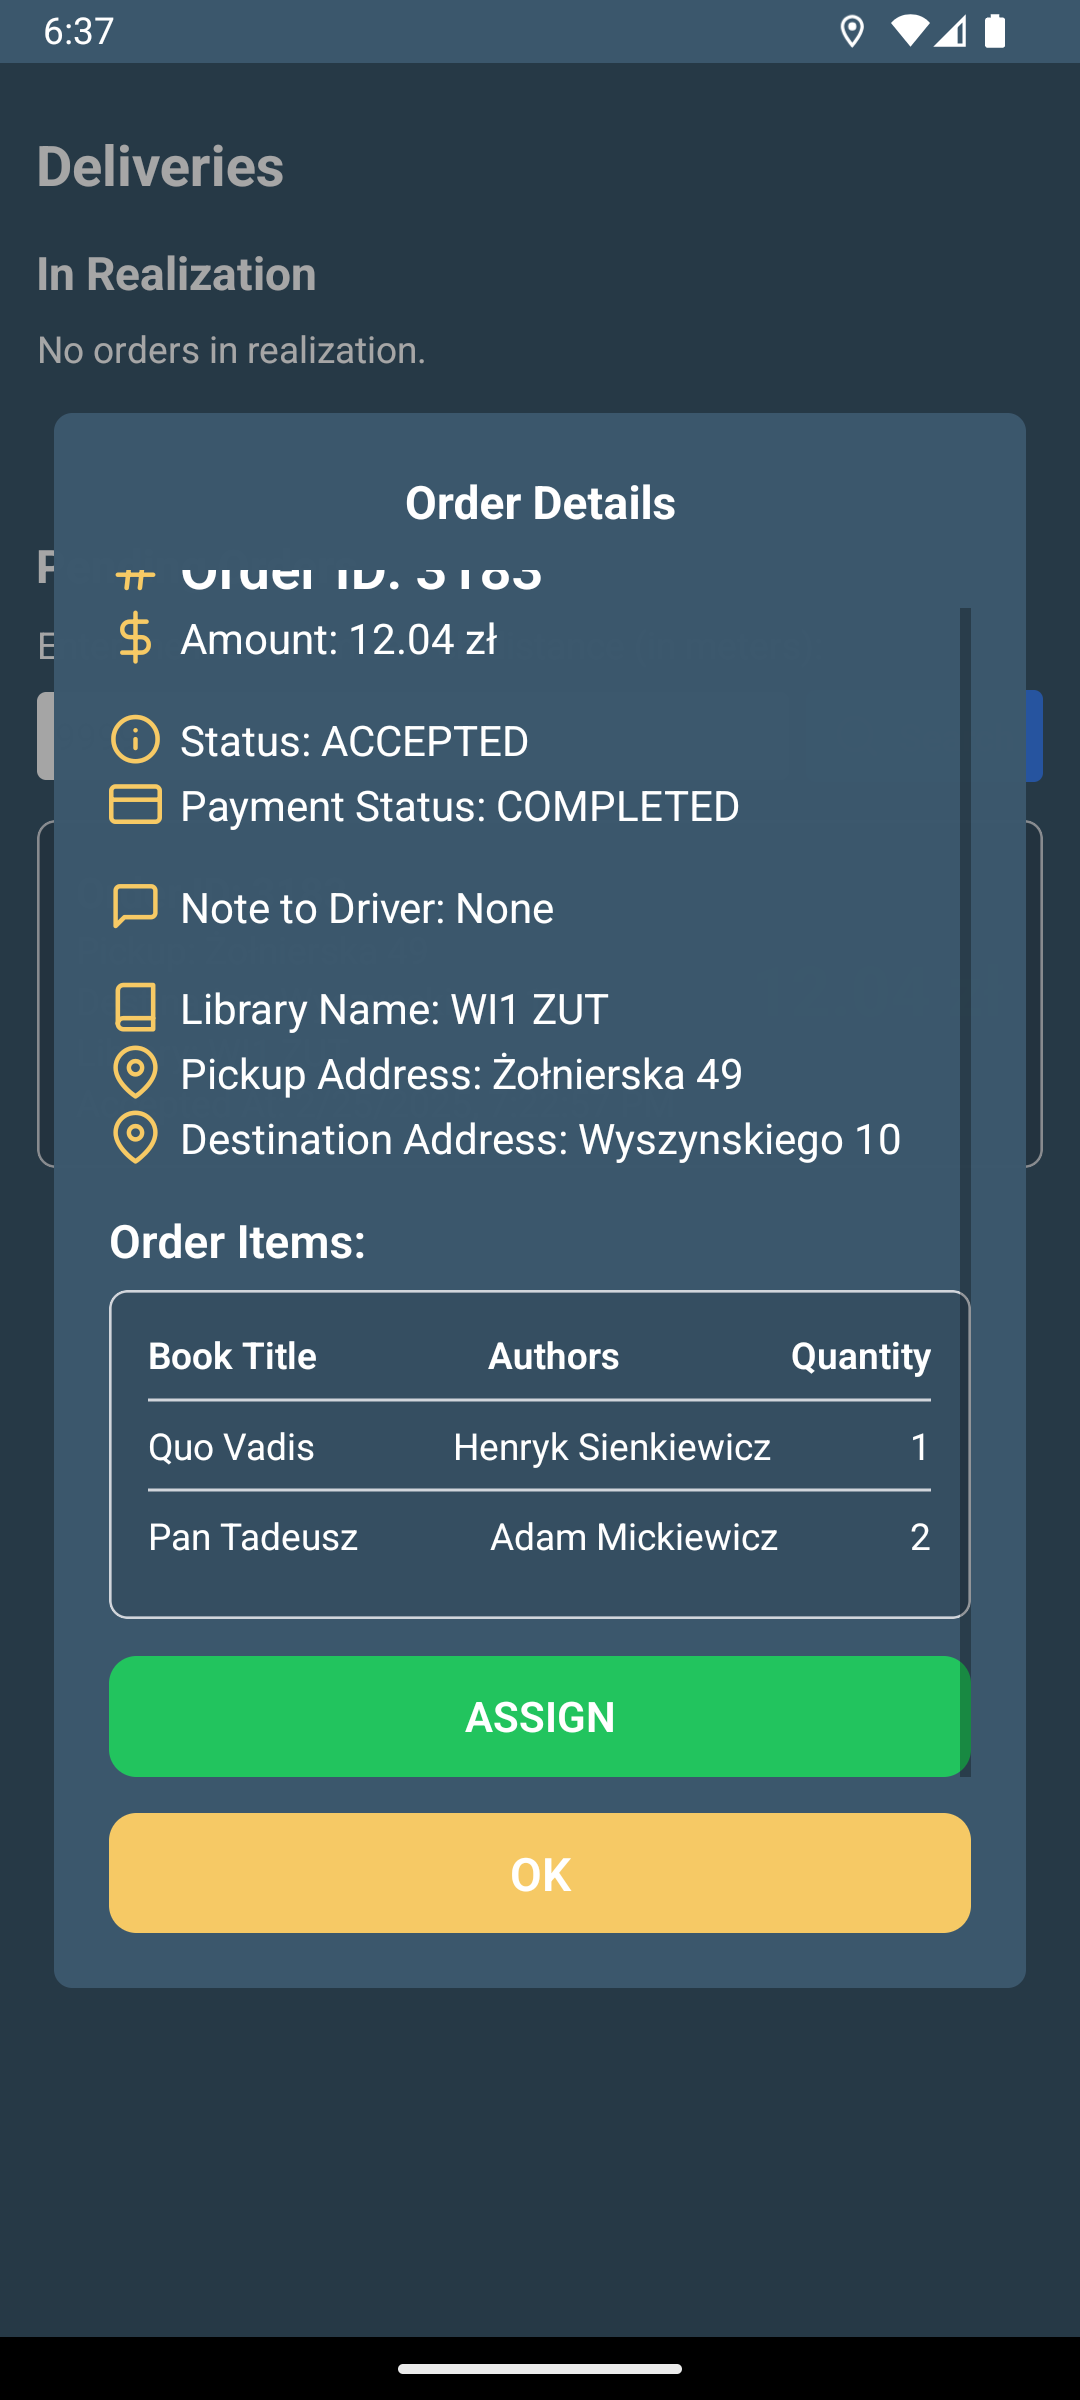 6:37
Deliveries
In Realization
No orders in realization.
Order Details
Order ID: 3183
Amount: 12.04 zł
Status: ACCEPTED
Payment Status: COMPLETED
Note to Driver: None
Library Name: WI1 ZUT
Pickup Address: Żołnierska 49
Destination Address: Wyszynskiego 10
Order Items:
Book Title Authors Quantity
Quo Vadis Henryk Sienkiewicz 1
Pan Tadeusz Adam Mickiewicz 2
ASSIGN
OK